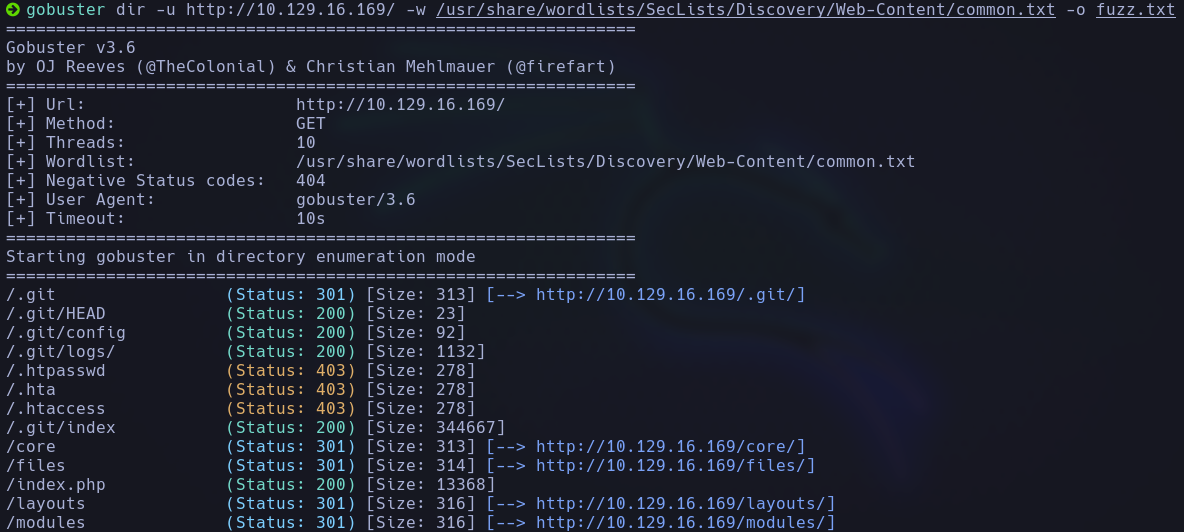 gobuster dir -u http://10.129.16.169/ -w /usr/share/wordlists/SecLists/Discovery/Web-Content/common.txt -o fuzz.txt
===============================================================
Gobuster v3.6
by OJ Reeves (@TheColonial) & Christian Mehlmauer (@firefart)
===============================================================
[+] Url:                     http://10.129.16.169/
[+] Method:                  GET
[+] Threads:                 10
[+] Wordlist:                /usr/share/wordlists/SecLists/Discovery/Web-Content/common.txt
[+] Negative Status codes:   404
[+] User Agent:              gobuster/3.6
[+] Timeout:                 10s
===============================================================
Starting gobuster in directory enumeration mode
===============================================================
/.git                 (Status: 301) [Size: 313] [--> http://10.129.16.169/.git/]
/.git/HEAD            (Status: 200) [Size: 23]
/.git/config          (Status: 200) [Size: 92]
/.git/logs/           (Status: 200) [Size: 1132]
/.htpasswd            (Status: 403) [Size: 278]
/.hta                 (Status: 403) [Size: 278]
/.htaccess            (Status: 403) [Size: 278]
/.git/index           (Status: 200) [Size: 344667]
/core                 (Status: 301) [Size: 313] [--> http://10.129.16.169/core/]
/files                (Status: 301) [Size: 314] [--> http://10.129.16.169/files/]
/index.php            (Status: 200) [Size: 13368]
/layouts              (Status: 301) [Size: 316] [--> http://10.129.16.169/layouts/]
/modules              (Status: 301) [Size: 316] [--> http://10.129.16.169/modules/]